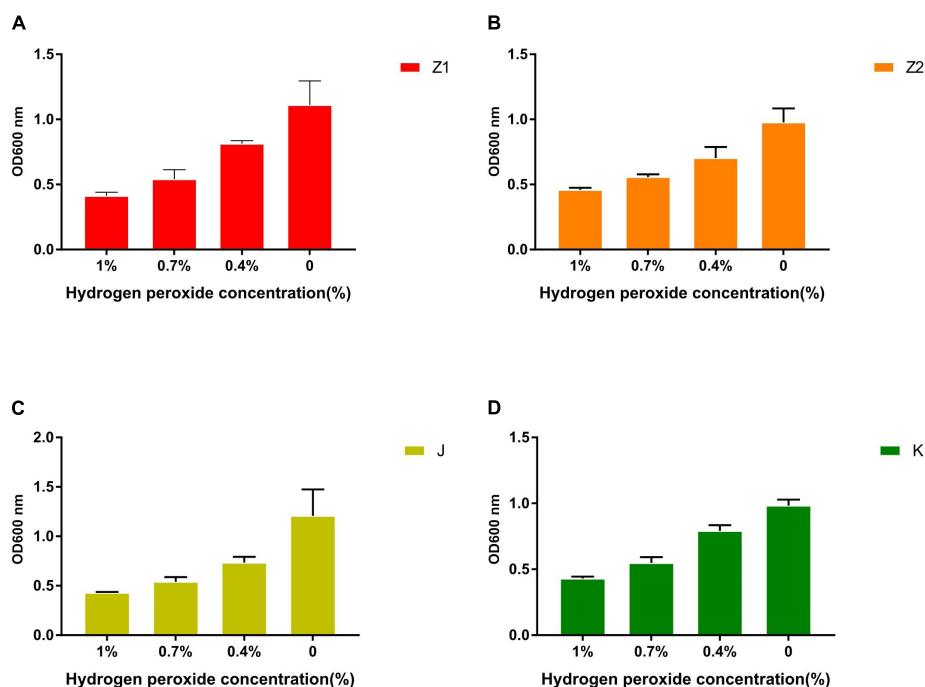 A
Z1
1.5
1.0
0.5
0.0
OD600 nm
1% 0.7% 0.4% 0
Hydrogen peroxide concentration(%)
B
Z2
1.5
1.0
0.5
0.0
OD600 nm
1% 0.7% 0.4% 0
Hydrogen peroxide concentration(%)
C
J
2.0
1.5
1.0
0.5
0.0
OD600 nm
1% 0.7% 0.4% 0
Hydrogen peroxide concentration(%)
D
K
1.5
1.0
0.5
0.0
OD600 nm
1% 0.7% 0.4% 0
Hydrogen peroxide concentration(%)